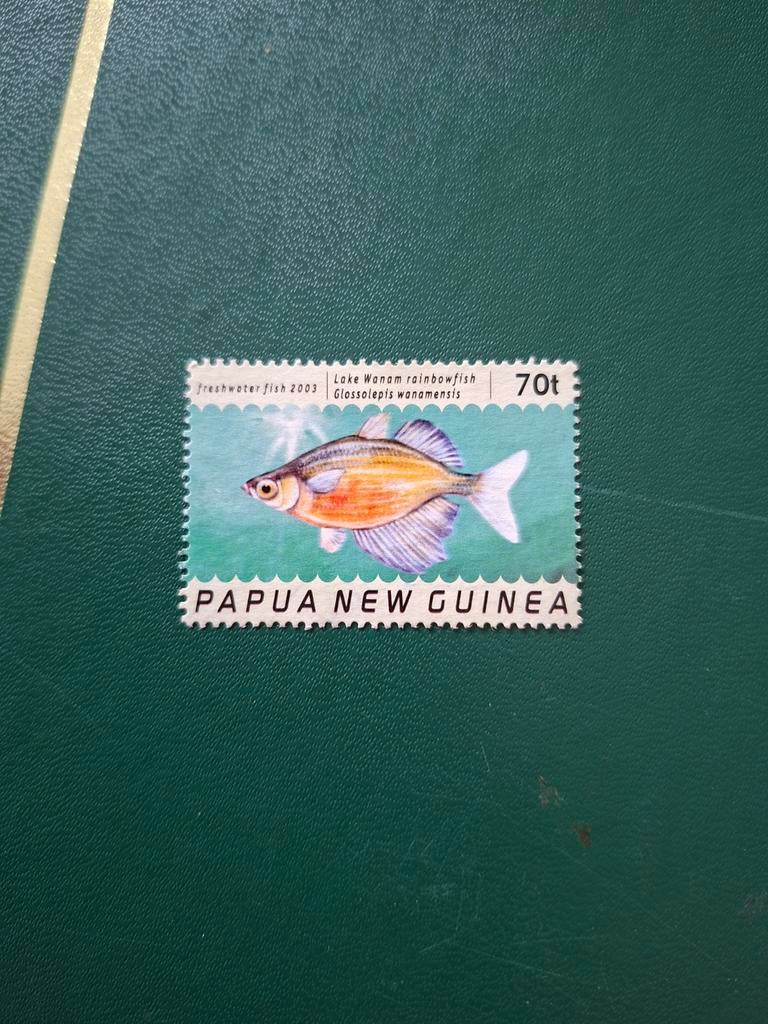 freshwater fish 2003
Lake Wanam rainbowfish
Glossolepis wanamensis
70t
PAPUA NEW GUINEA